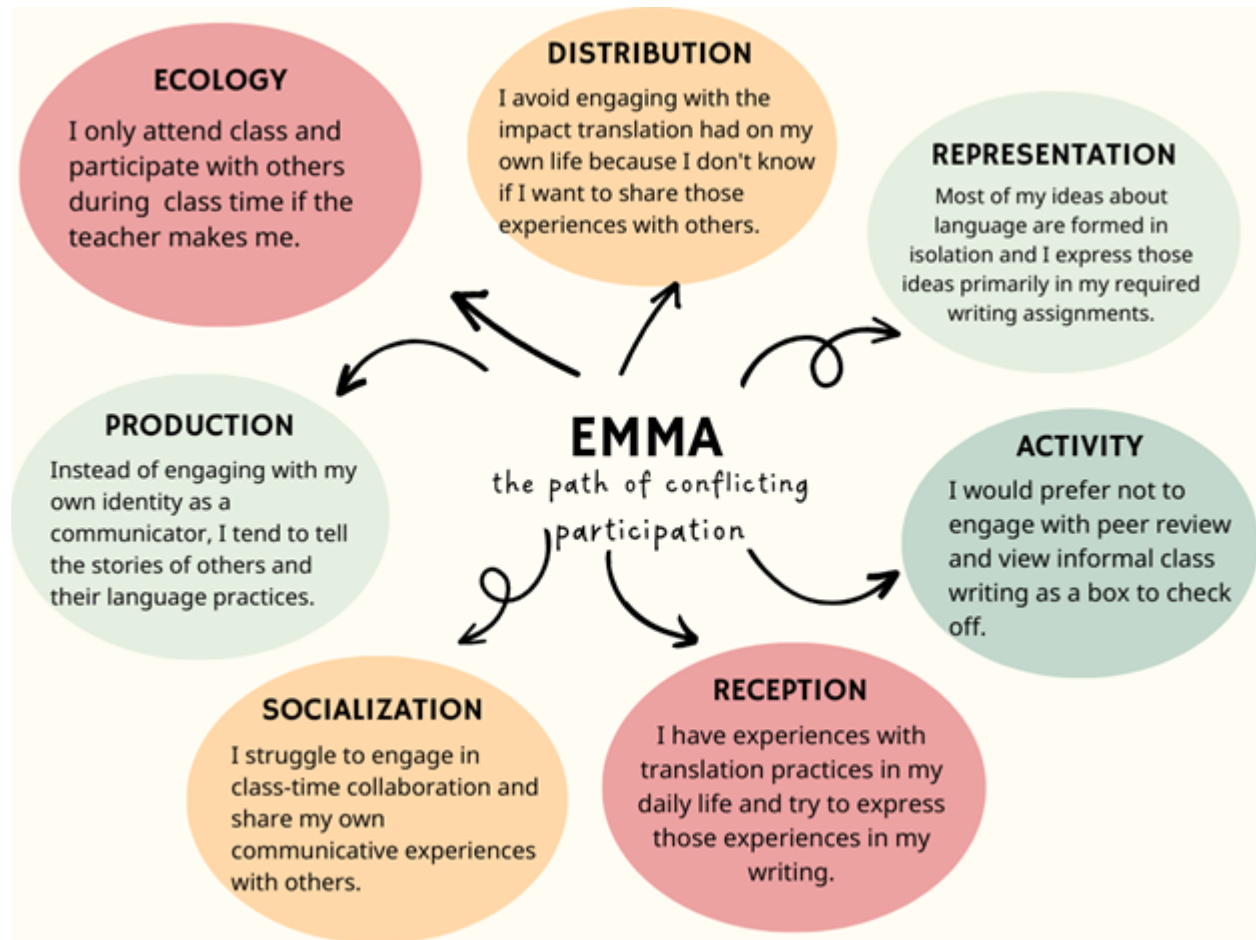 ECOLOGY
I only attend class and
participate with others
during class time if the
teacher makes me.
DISTRIBUTION
I avoid engaging with the
impact translation had on my
own life because I don't know
if I want to share those
experiences with others.
REPRESENTATION
Most of my ideas about
language are formed in
isolation and I express those
ideas primarily in my required
writing assignments.
PRODUCTION
Instead of engaging with my
own identity as a
communicator, I tend to tell
the stories of others and
their language practices.
EMMA
the path of conflicting
participation
ACTIVITY
I would prefer not to
engage with peer review
and view informal class
writing as a box to check
off.
SOCIALIZATION
I struggle to engage in
class-time collaboration and
share my own
communicative experiences
with others.
RECEPTION
I have experiences with
translation practices in my
daily life and try to express
those experiences in my
writing.